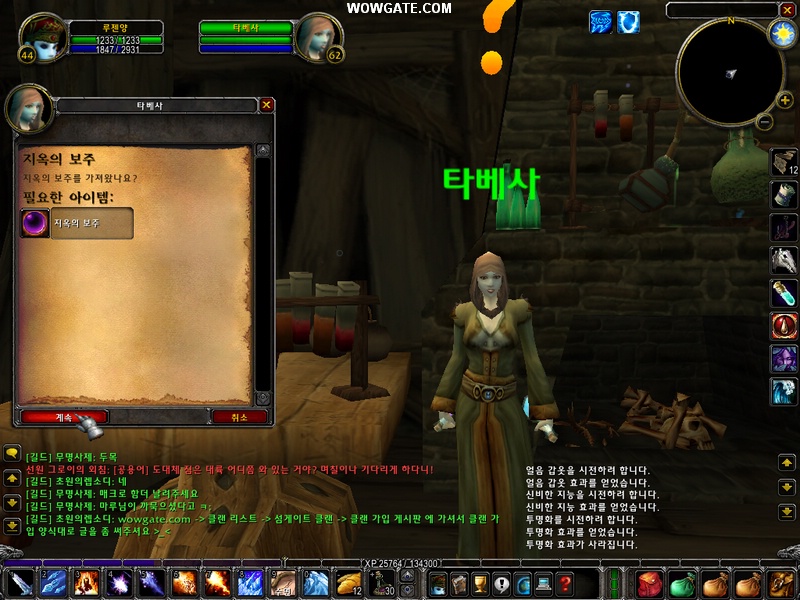 WOWGATE.COM
루젠양
1233 / 1233
1847 / 2931
44
타베사
62
N
타베사
지옥의 보주
지옥의 보주를 가져왔나요?
필요한 아이템:
지옥의 보주
계속
취소
타베사
12
[길드] 무명사제: 두목
선원 그로이의 외침: [공용어] 도대체 검은 대륙 어디쯤 와 있는 거야? 며칠이나 기다리게 하다니!
[길드] 초원의렙소디: 네
[길드] 무명사제: 매크로 함더 날려주세요
[길드] 무명사제: 마루님이 까묵으셨다고 ㅋ,
[길드] 초원의렙소디: wowgate.com -> 클랜 리스트 -> 섬게이트 클랜 -> 클랜 가입 게시판 에 가셔서 클랜 가
입 양식대로 글을 좀 써주세요 >_<
얼음 갑옷을 시전하려 합니다.
얼음 갑옷 효과를 얻었습니다.
신비한 지능을 시전하려 합니다.
신비한 지능 효과를 얻었습니다.
투명화를 시전하려 합니다.
투명화 효과를 얻었습니다.
투명화 효과가 사라집니다.
XP 25764 / 134300
12
30